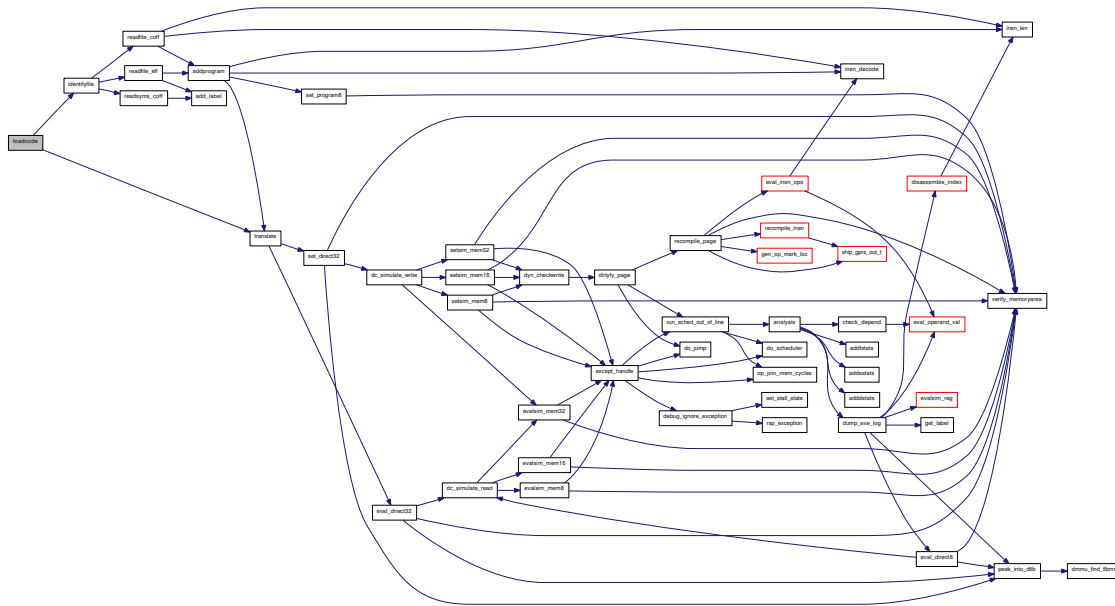 readfile_coff
insn_len
readfile_elf
addprogram
insn_decode
identifyfile
readsyms_coff
add_label
set_program8
loadcode
eval_insn_ops
disassemble_index
translate
recompile_insn
setsim_mem32
recompile_page
ship_gprs_out_t
set_direct32
gen_op_mark_loc
dc_simulate_write
setsim_mem16
dyn_checkwrite
dirtyfy_page
setsim_mem8
verify_memoryarea
run_sched_out_of_line
analysis
check_depend
eval_operand_val
do_jump
do_scheduler
addfstats
except_handle
op_join_mem_cycles
addsstats
set_stall_state
adddstats
evalsim_reg
evalsim_mem32
debug_ignore_exception
rsp_exception
dump_exe_log
get_label
evalsim_mem16
dc_simulate_read
evalsim_mem8
eval_direct32
eval_direct8
peek_into_dtlb